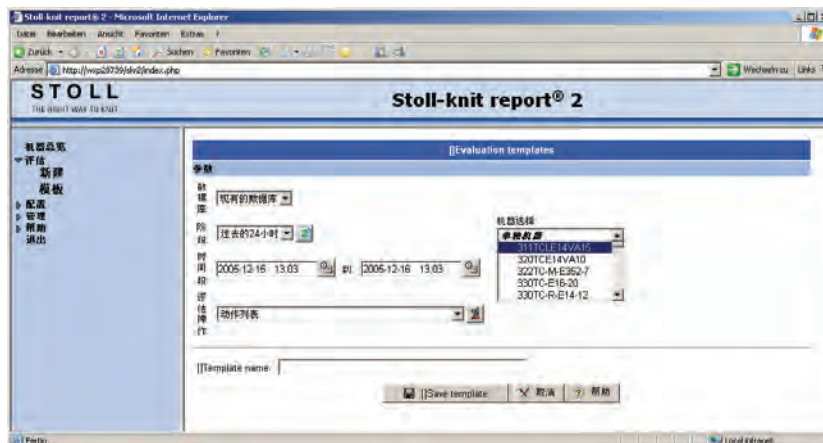 Stoll-knit report® 2 - Microsoft Internet Explorer
Datei Bearbeiten Ansicht Favoriten Extras ?
Zurück Suchen Favoriten
Adresse http://wxp28739/skr2/index.php Wechseln zu Links
STOLL
THE RIGHT WAY TO KNIT
Stoll-knit report® 2
机器总览
评估
新建
模板
配置
管理
帮助
退出
[]Evaluation templates
参数
数据库 现有的数据库
阶段 过去的24小时
时间段 2005-12-16 13:03 到: 2005-12-16 13:03
评估操作 动作列表
机器选择
单独机器
311TCLE14VA15
320TCE14VA10
322TC-M-E352-7
330TC-E16-20
330TC-R-E14-12
[]Template name
[]Save template 取消 帮助
Fertig Local intranet